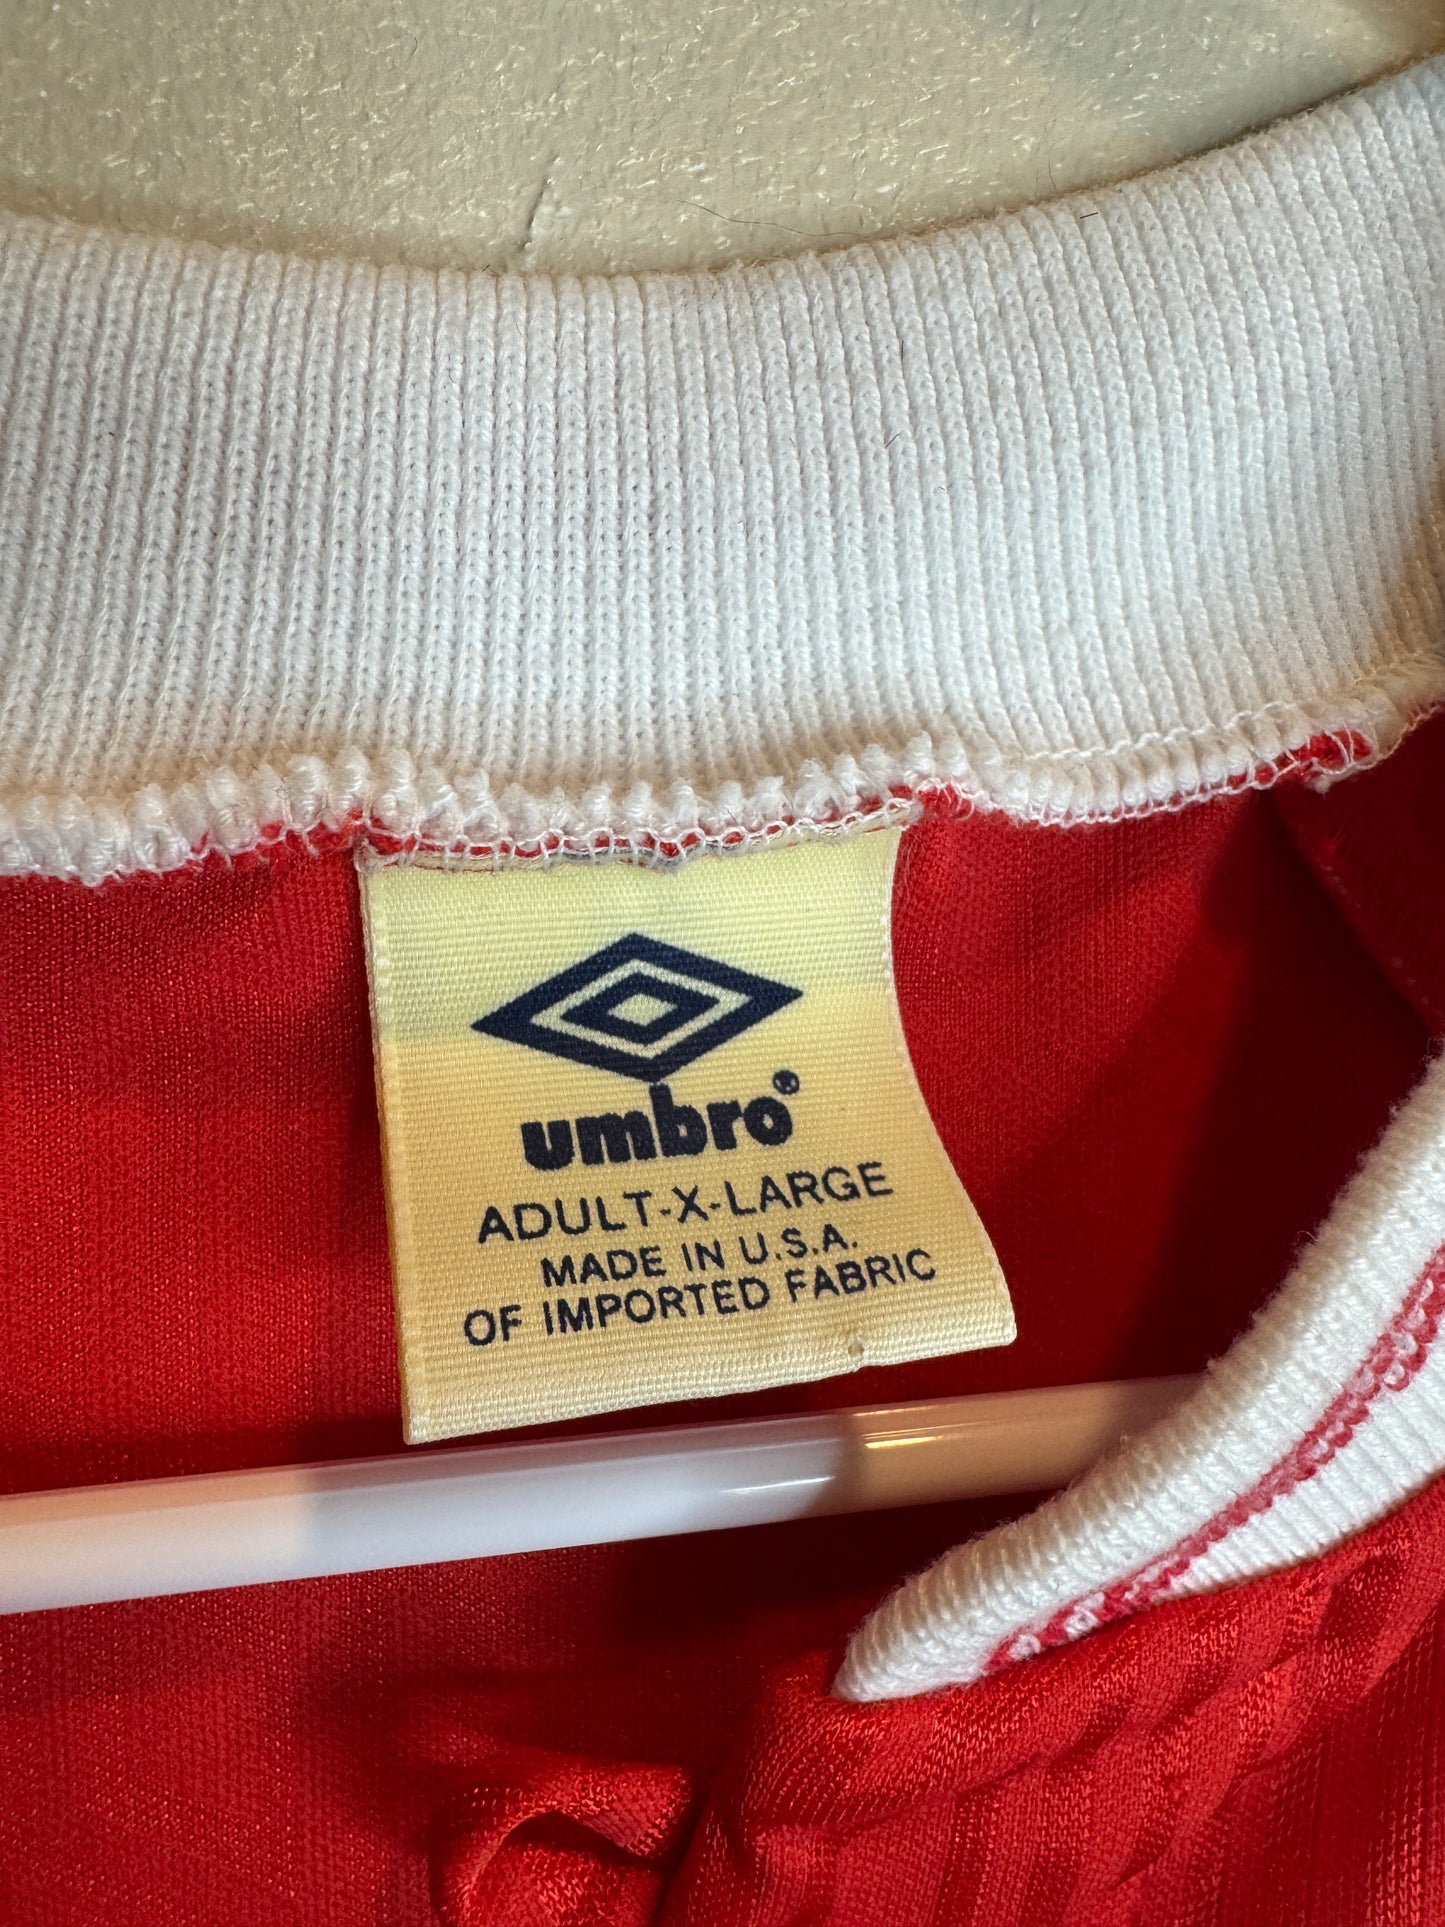 umbro®
ADULT-X-LARGE
MADE IN U.S.A.
OF IMPORTED FABRIC